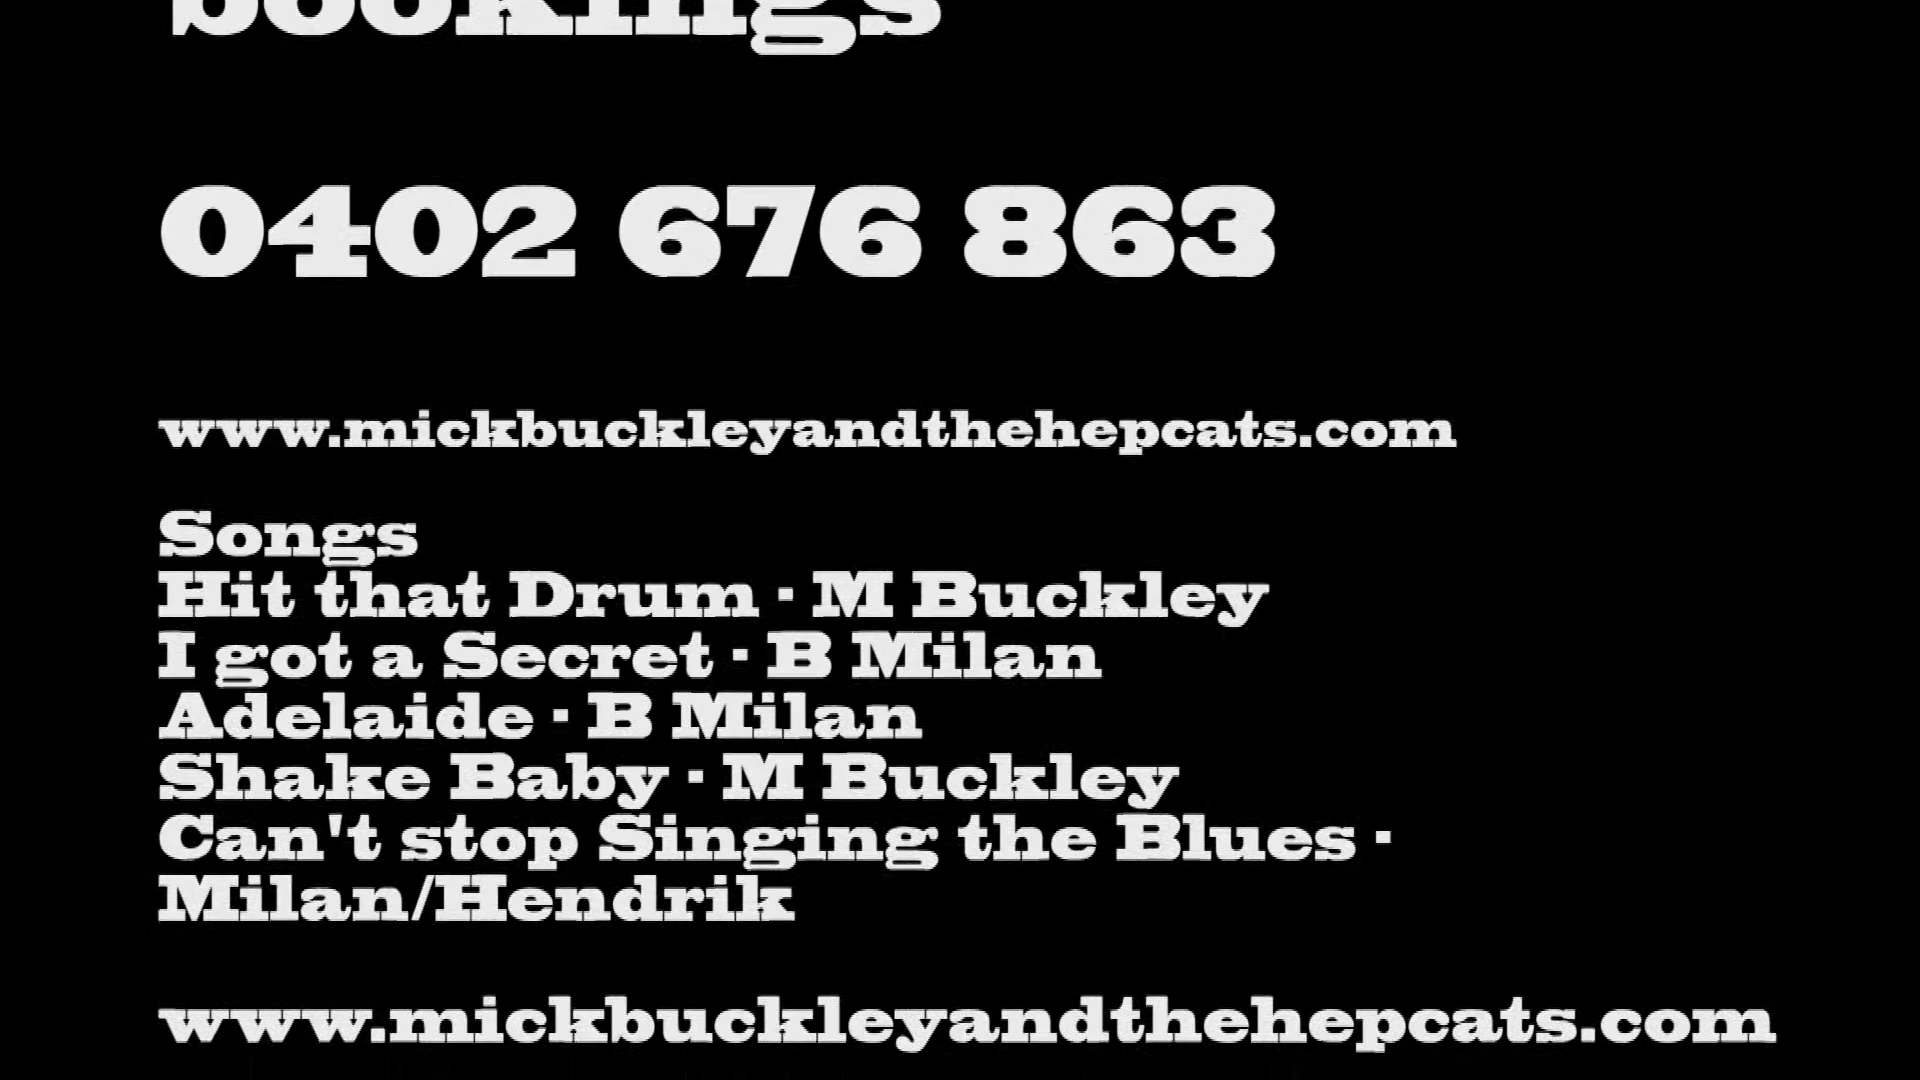 bookings
0402 676 863
www.mickbuckleyandthehepcats.com
Songs
Hit that Drum - M Buckley
I got a Secret - B Milan
Adelaide - B Milan
Shake Baby - M Buckley
Can't stop Singing the Blues -
Milan/Hendrik
www.mickbuckleyandthehepcats.com